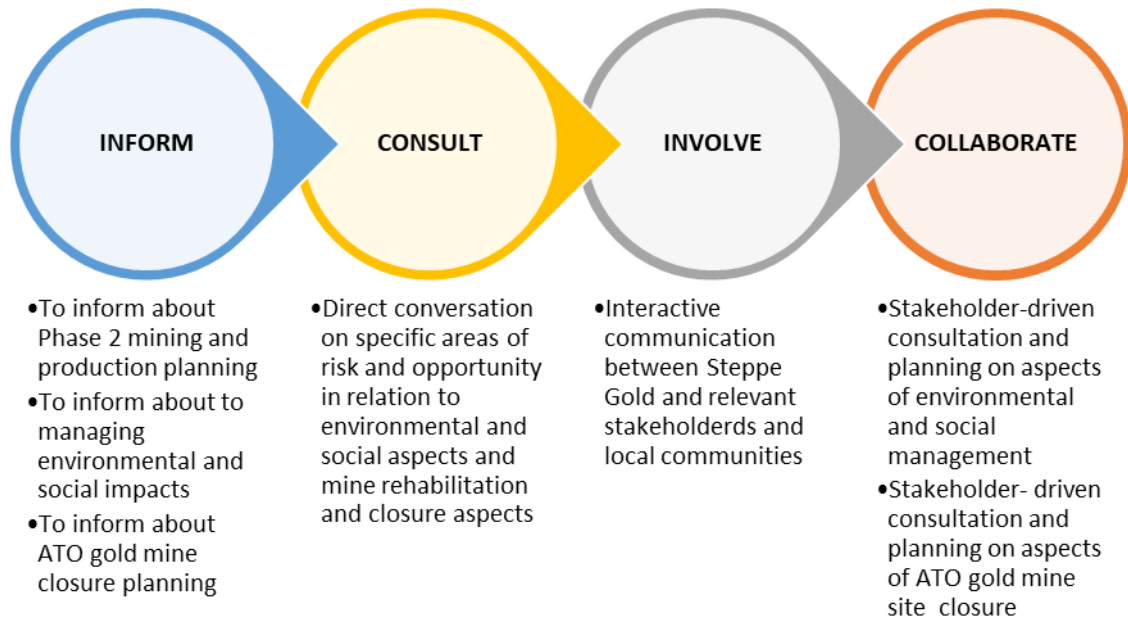 INFORM
CONSULT
INVOLVE
COLLABORATE
•To inform about
Phase 2 mining and
production planning
•To inform about to
managing
environmental and
social impacts
•To inform about
ATO gold mine
closure planning
•Direct conversation
on specific areas of
risk and opportunity
in relation to
environmental and
social aspects and
mine rehabilitation
and closure aspects
•Interactive
communication
between Steppe
Gold and relevant
stakeholderds and
local communities
•Stakeholder-driven
consultation and
planning on aspects
of environmental
and social
management
•Stakeholder- driven
consultation and
planning on aspects
of ATO gold mine
site closure